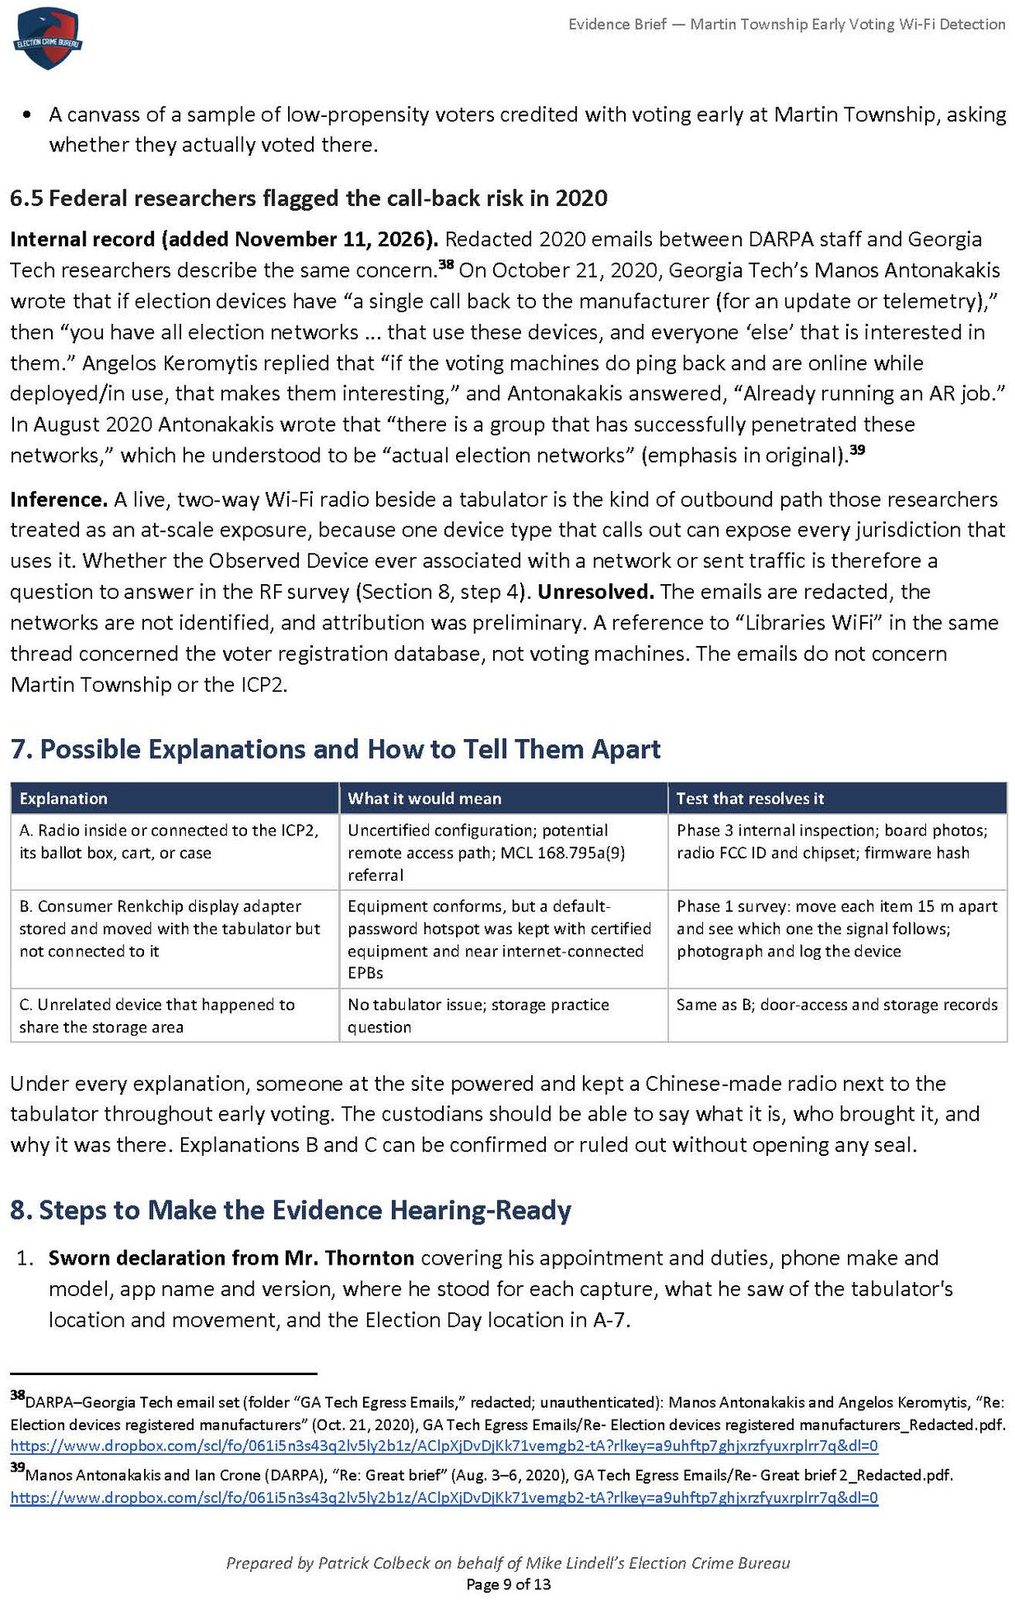 ELECTION CRIME BUREAU
Evidence Brief — Martin Township Early Voting Wi-Fi Detection
• A canvass of a sample of low-propensity voters credited with voting early at Martin Township, asking
whether they actually voted there.
6.5 Federal researchers flagged the call-back risk in 2020
Internal record (added November 11, 2026). Redacted 2020 emails between DARPA staff and Georgia
Tech researchers describe the same concern.38 On October 21, 2020, Georgia Tech’s Manos Antonakakis
wrote that if election devices have “a single call back to the manufacturer (for an update or telemetry),”
then “you have all election networks ... that use these devices, and everyone ‘else’ that is interested in
them.” Angelos Keromytis replied that “if the voting machines do ping back and are online while
deployed/in use, that makes them interesting,” and Antonakakis answered, “Already running an AR job.”
In August 2020 Antonakakis wrote that “there is a group that has successfully penetrated these
networks,” which he understood to be “actual election networks” (emphasis in original).39
Inference. A live, two-way Wi-Fi radio beside a tabulator is the kind of outbound path those researchers
treated as an at-scale exposure, because one device type that calls out can expose every jurisdiction that
uses it. Whether the Observed Device ever associated with a network or sent traffic is therefore a
question to answer in the RF survey (Section 8, step 4). Unresolved. The emails are redacted, the
networks are not identified, and attribution was preliminary. A reference to “Libraries WiFi” in the same
thread concerned the voter registration database, not voting machines. The emails do not concern
Martin Township or the ICP2.
7. Possible Explanations and How to Tell Them Apart
Explanation
What it would mean
Test that resolves it
A. Radio inside or connected to the ICP2,
its ballot box, cart, or case
Uncertified configuration; potential
remote access path; MCL 168.795a(9)
referral
Phase 3 internal inspection; board photos;
radio FCC ID and chipset; firmware hash
B. Consumer Renkchip display adapter
stored and moved with the tabulator but
not connected to it
Equipment conforms, but a default-
password hotspot was kept with certified
equipment and near internet-connected
EPBs
Phase 1 survey: move each item 15 m apart
and see which one the signal follows;
photograph and log the device
C. Unrelated device that happened to
share the storage area
No tabulator issue; storage practice
question
Same as B; door-access and storage records
Under every explanation, someone at the site powered and kept a Chinese-made radio next to the
tabulator throughout early voting. The custodians should be able to say what it is, who brought it, and
why it was there. Explanations B and C can be confirmed or ruled out without opening any seal.
8. Steps to Make the Evidence Hearing-Ready
1. Sworn declaration from Mr. Thornton covering his appointment and duties, phone make and
model, app name and version, where he stood for each capture, what he saw of the tabulator's
location and movement, and the Election Day location in A-7.
38DARPA–Georgia Tech email set (folder “GA Tech Egress Emails,” redacted; unauthenticated): Manos Antonakakis and Angelos Keromytis, “Re:
Election devices registered manufacturers” (Oct. 21, 2020), GA Tech Egress Emails/Re- Election devices registered manufacturers_Redacted.pdf.
https://www.dropbox.com/scl/fo/061i5n3s43q2lv5ly2b1z/AClpXjDvDjKk71vemgb2-tA?rlkey=a9uhftp7ghjxrzfyuxrplrr7q&dl=0
39Manos Antonakakis and Ian Crone (DARPA), “Re: Great brief” (Aug. 3–6, 2020), GA Tech Egress Emails/Re- Great brief 2_Redacted.pdf.
https://www.dropbox.com/scl/fo/061i5n3s43q2lv5ly2b1z/AClpXjDvDjKk71vemgb2-tA?rlkey=a9uhftp7ghjxrzfyuxrplrr7q&dl=0
Prepared by Patrick Colbeck on behalf of Mike Lindell’s Election Crime Bureau
Page 9 of 13